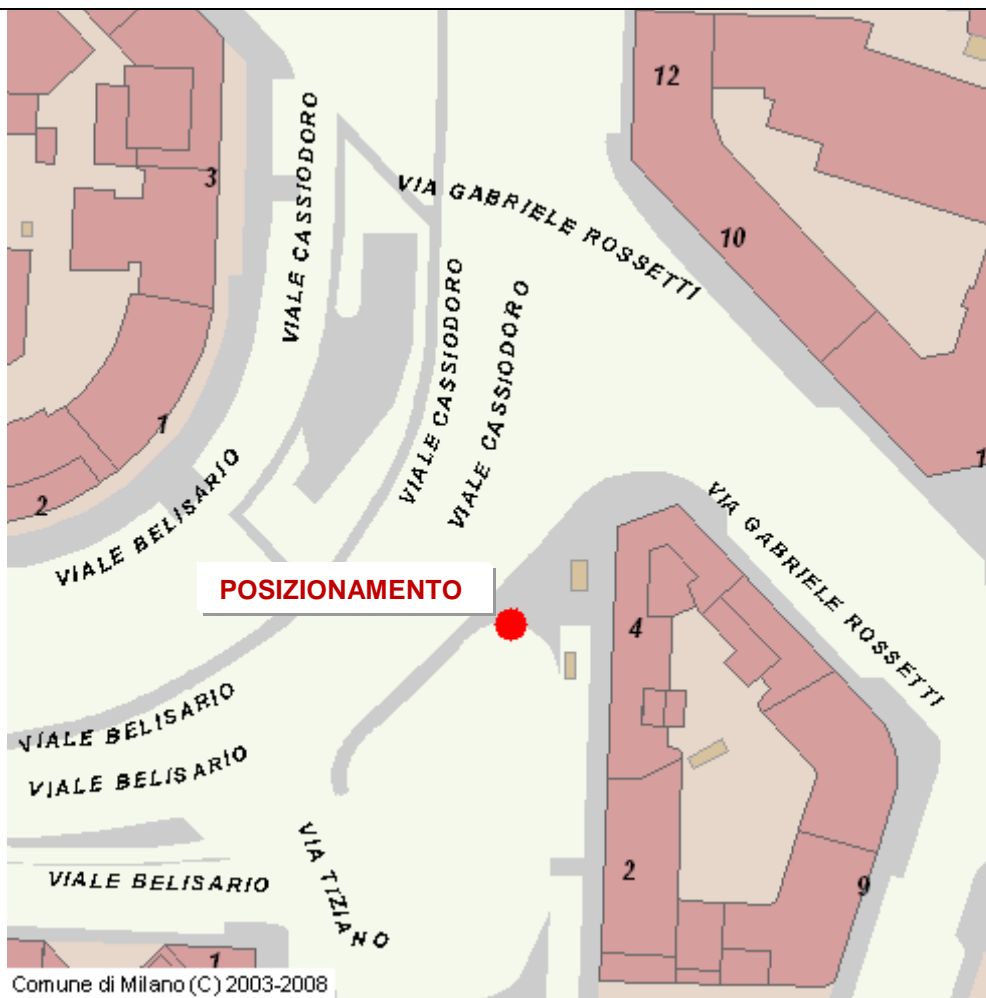 12
3
VIALE CASSIODORO
VIA GABRIELE ROSSETTI
10
VIALE CASSIODORO
VIALE CASSIODORO
1
1
2
VIALE BELISARIO
VIA GABRIELE ROSSETTI
POSIZIONAMENTO
4
VIALE BELISARIO
VIALE BELISARIO
VIA TIZIANO
2
VIALE BELISARIO
9
1
Comune di Milano (C) 2003-2008